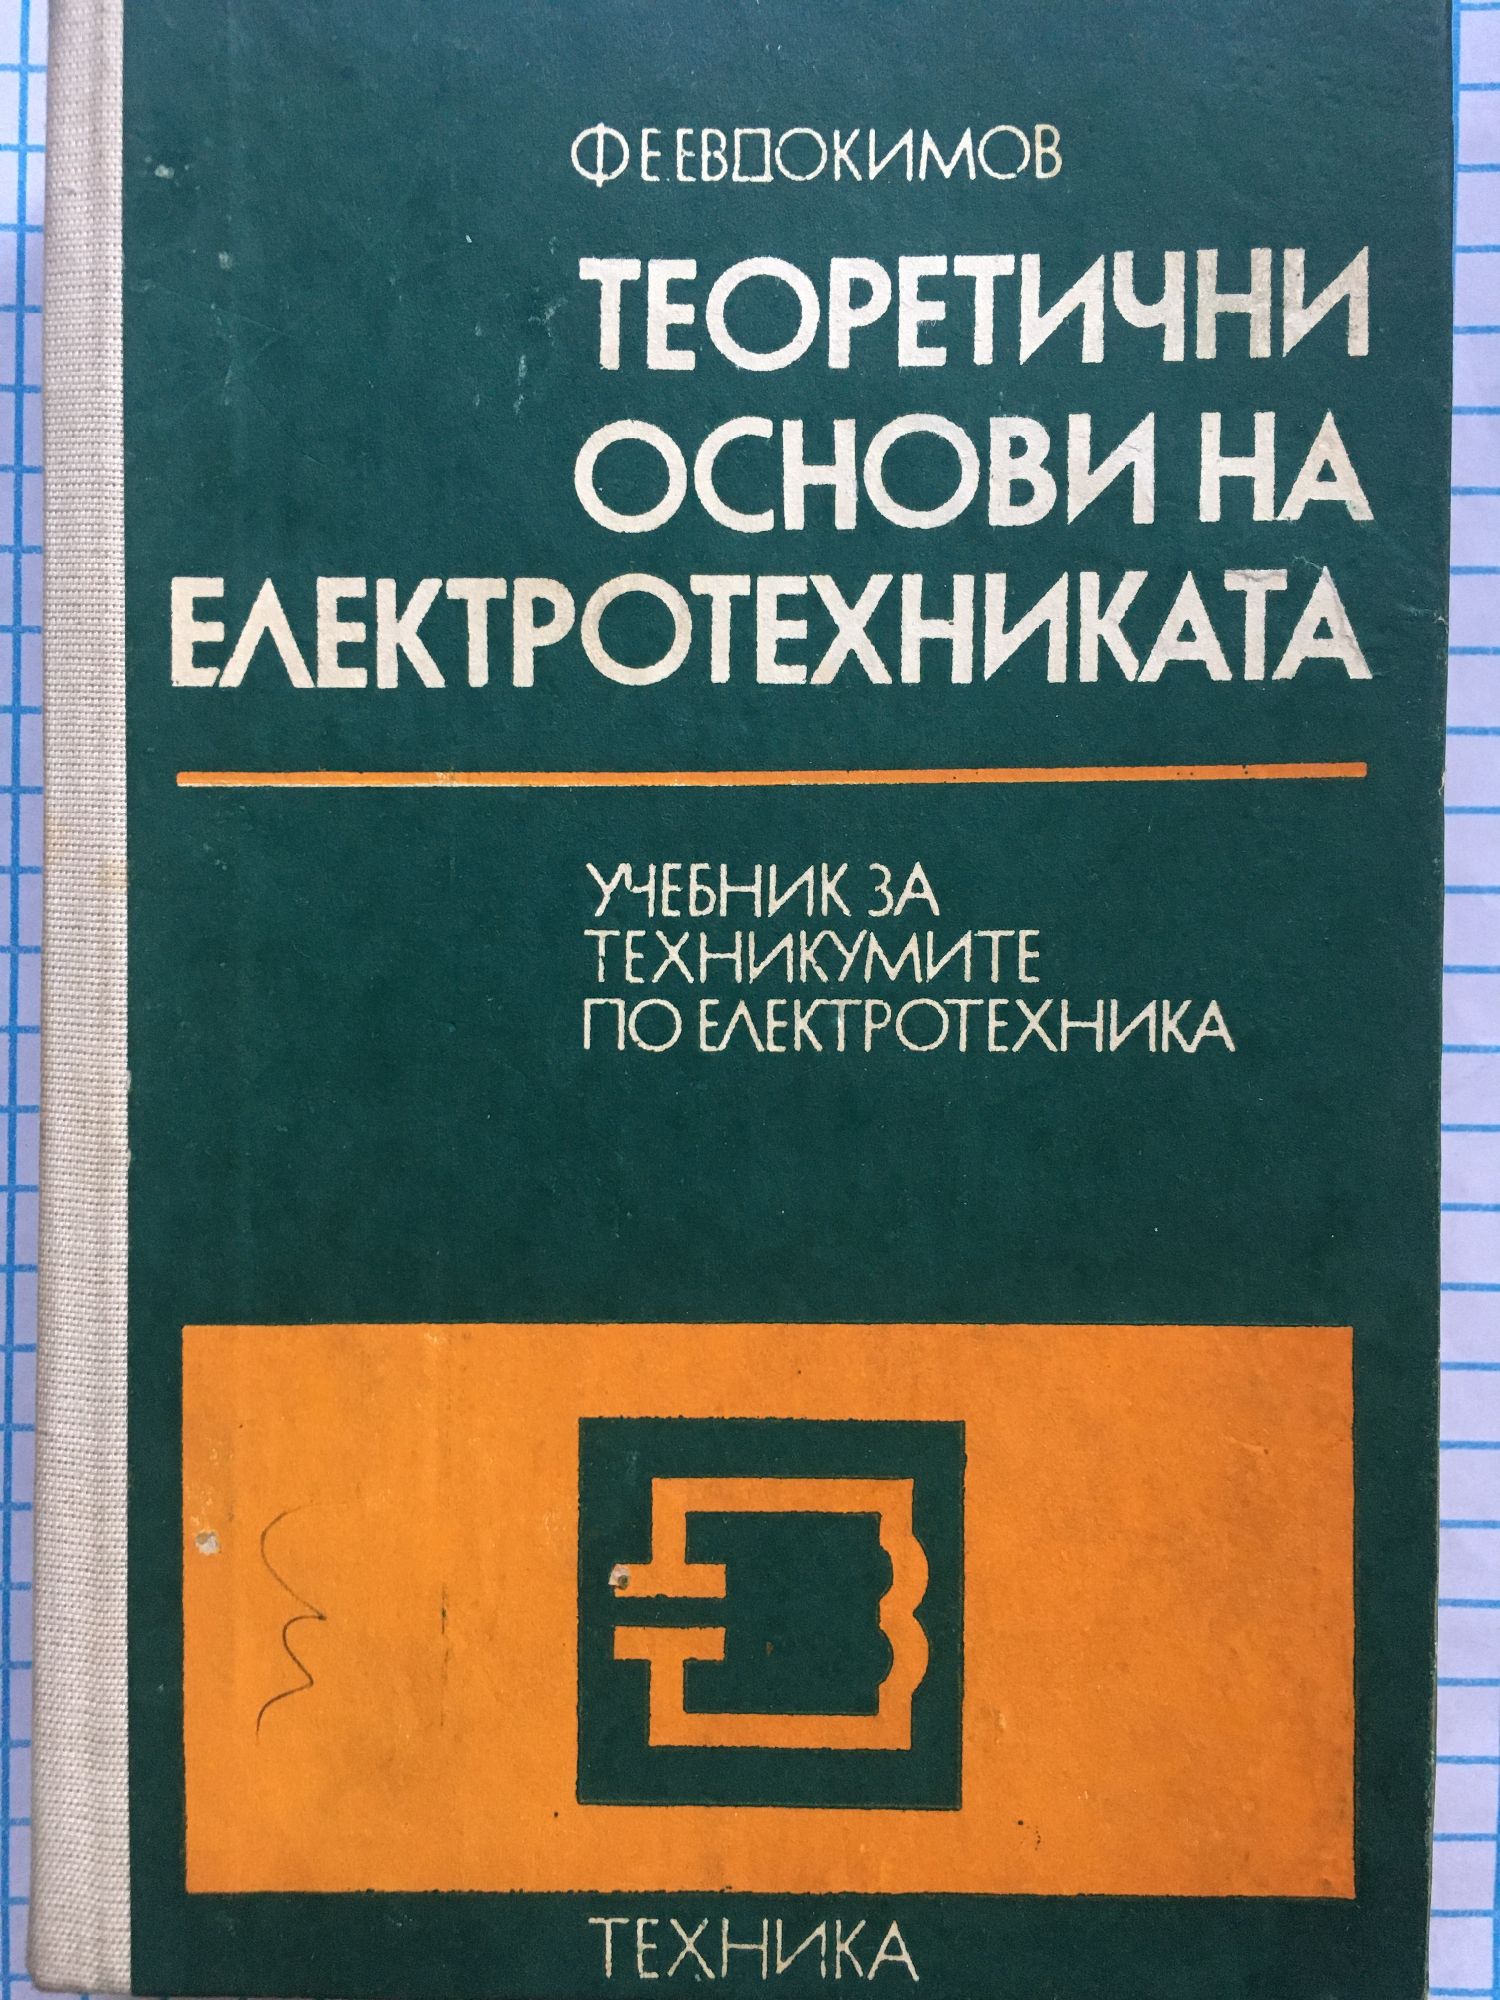 Ф.Е.ЕВДОКИМОВ
ТЕОРЕТИЧНИ
ОСНОВИ НА
ЕЛЕКТРОТЕХНИКАТА
УЧЕБНИК ЗА
ТЕХНИКУМИТЕ
ПО ЕЛЕКТРОТЕХНИКА
ТЕХНИКА